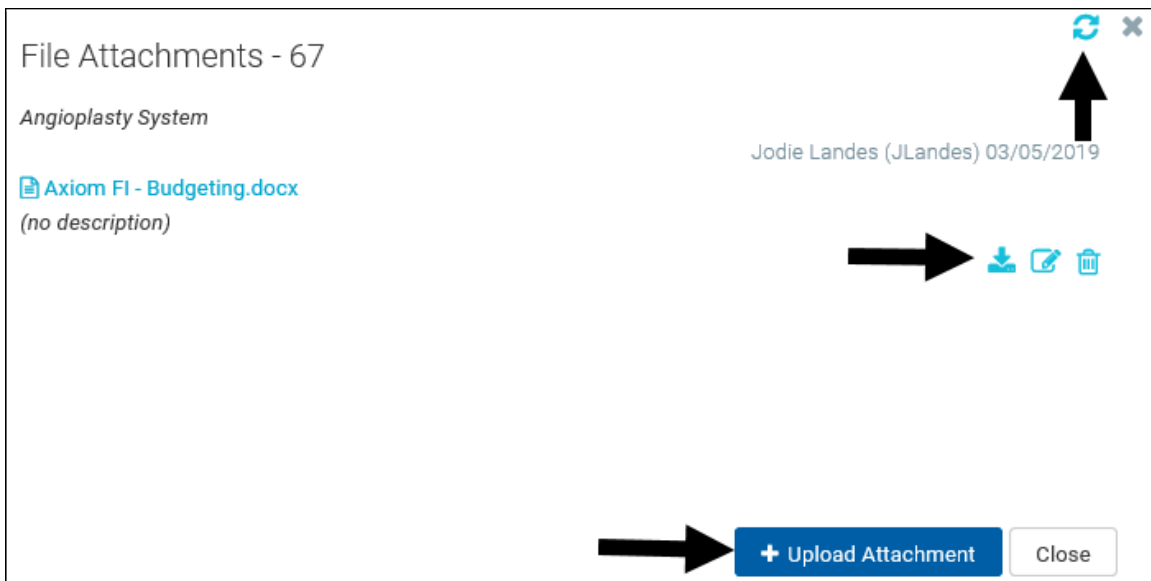 File Attachments - 67
Angioplasty System
Jodie Landes (JLandes) 03/05/2019
Axiom FI - Budgeting.docx
(no description)
+ Upload Attachment
Close